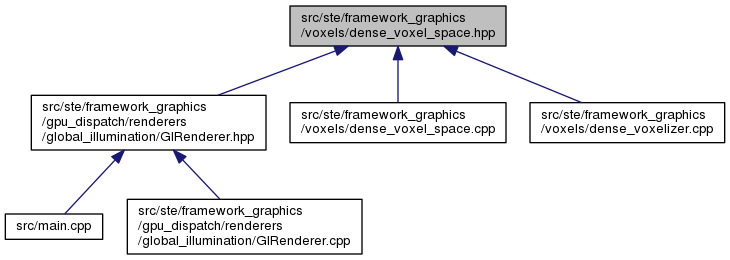 src/ste/framework_graphics
/voxels/dense_voxel_space.hpp
src/ste/framework_graphics
/gpu_dispatch/renderers
/global_illumination/GIRenderer.hpp
src/ste/framework_graphics
/voxels/dense_voxel_space.cpp
src/ste/framework_graphics
/voxels/dense_voxelizer.cpp
src/main.cpp
src/ste/framework_graphics
/gpu_dispatch/renderers
/global_illumination/GIRenderer.cpp